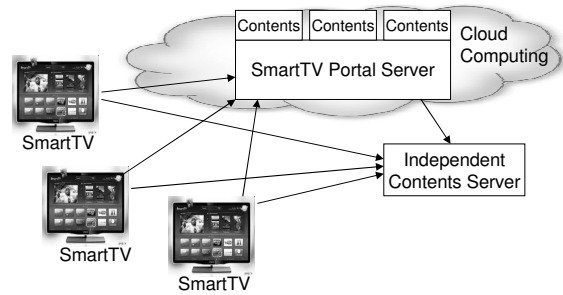 Contents Contents Contents
Cloud
Computing
SmartTV Portal Server
SmartTV
Independent
Contents Server
SmartTV
SmartTV